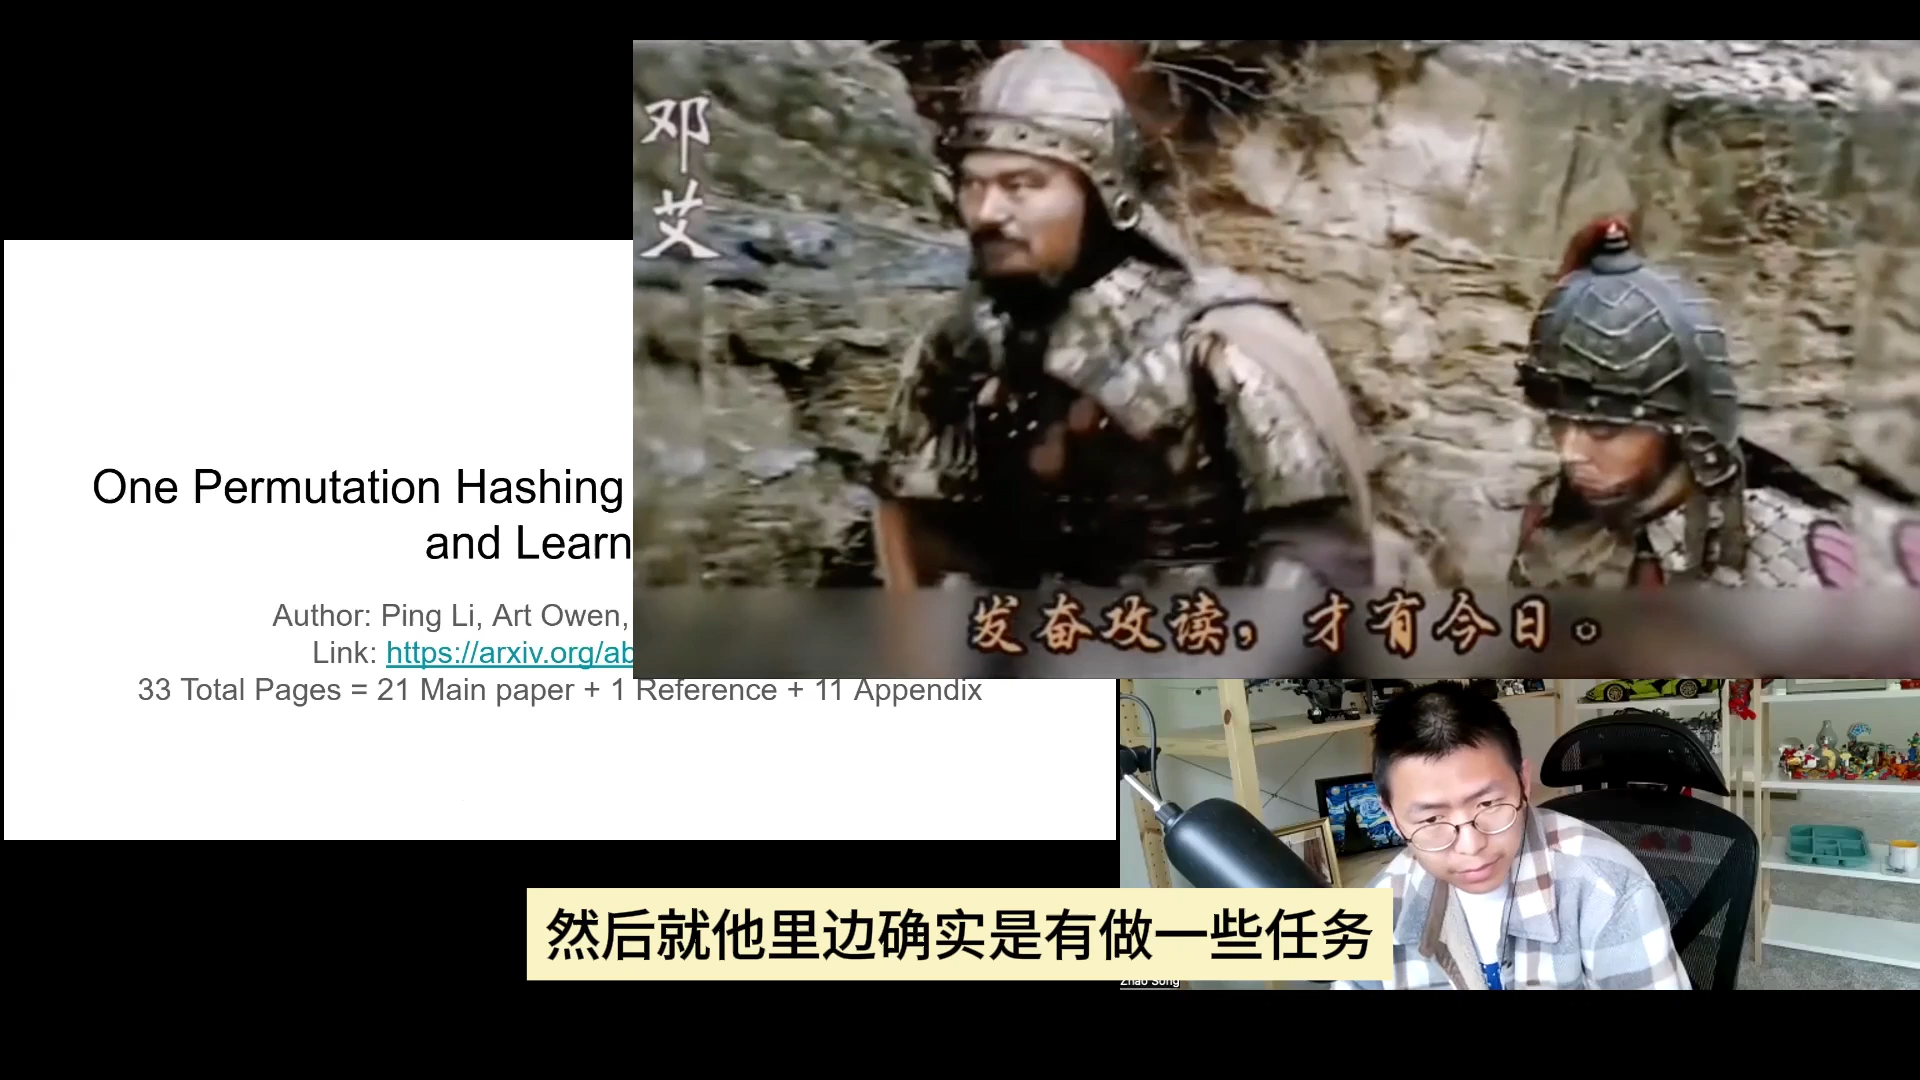 邓艾
发奋攻读，才有今日。
One Permutation Hashing
and Learn
Author: Ping Li, Art Owen,
Link: https://arxiv.org/ab
33 Total Pages = 21 Main paper + 1 Reference + 11 Appendix
然后就他里边确实是有做一些任务
Zhao Song